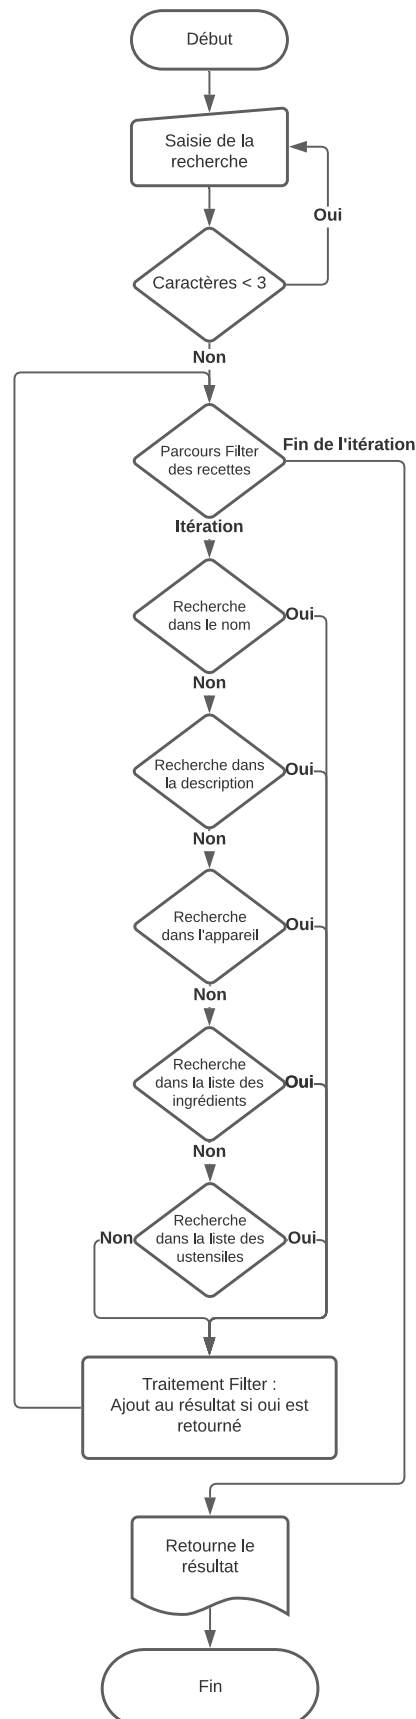 Début
Saisie de la
recherche
Oui
Caractères < 3
Non
Parcours Filter
des recettes
Fin de l'itération
Itération
Recherche
dans le nom
Oui
Non
Recherche dans
la description
Oui
Non
Recherche
dans l'appareil
Oui
Non
Recherche
dans la liste des
ingrédients
Oui
Non
Recherche
dans la liste des
ustensiles
Non
Oui
Traitement Filter :
Ajout au résultat si oui est
retourné
Retourne le
résultat
Fin